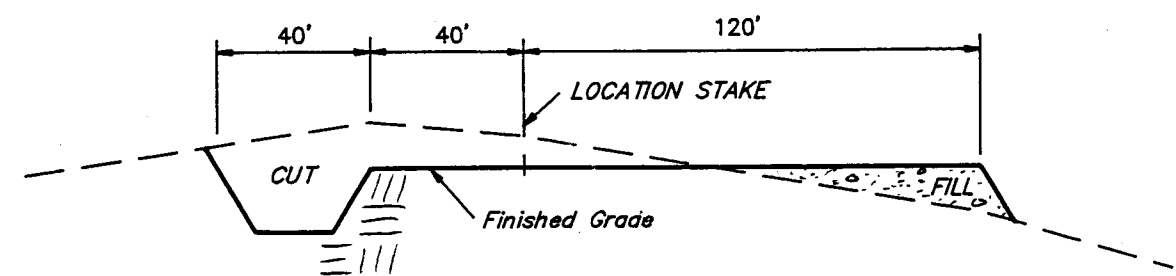 40'
40'
120'
LOCATION STAKE
CUT
FILL
Finished Grade